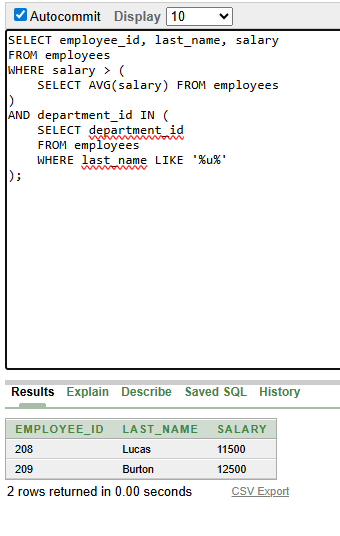 Autocommit Display 10
SELECT employee_id, last_name, salary
FROM employees
WHERE salary > (
    SELECT AVG(salary) FROM employees
)
AND department_id IN (
    SELECT department_id
    FROM employees
    WHERE last_name LIKE '%u%'
);
Results Explain Describe Saved SQL History
EMPLOYEE_ID LAST_NAME SALARY
208 Lucas 11500
209 Burton 12500
2 rows returned in 0.00 seconds CSV Export